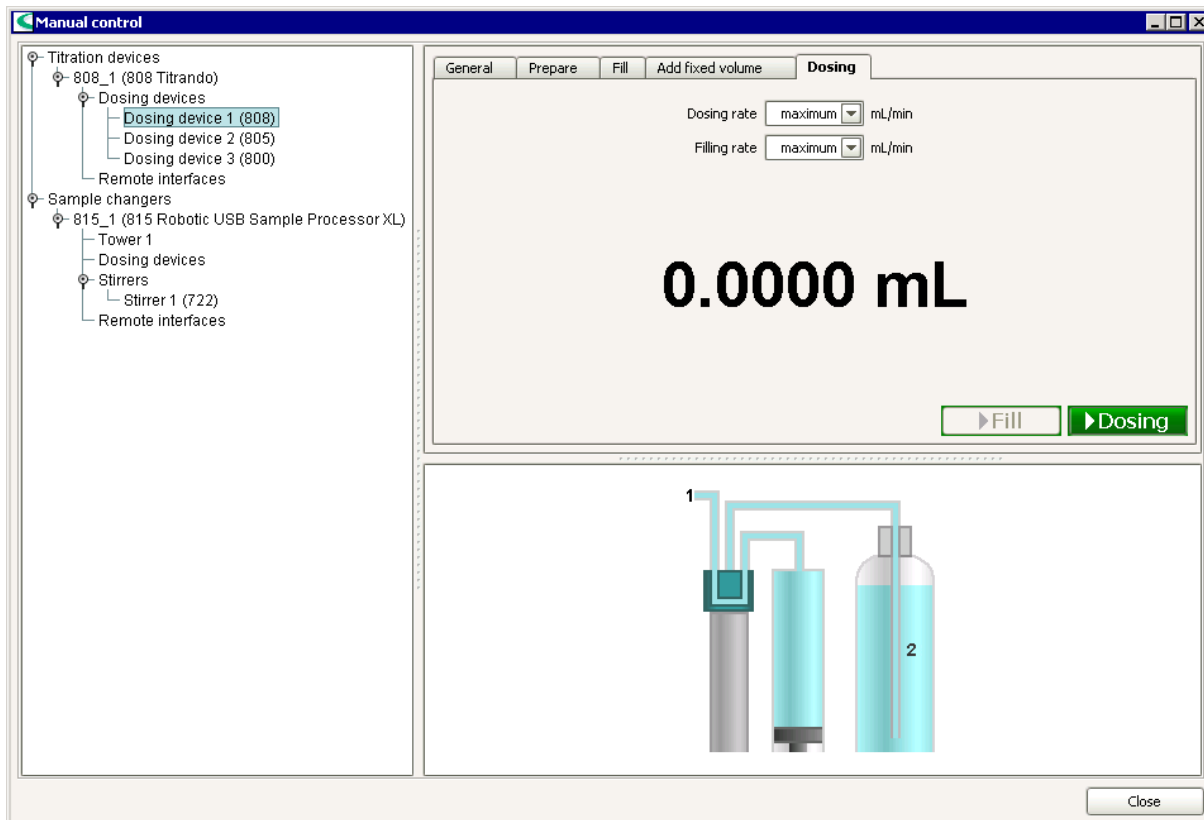 Manual control
Titration devices
808_1 (808 Titrando)
Dosing devices
Dosing device 1 (808)
Dosing device 2 (805)
Dosing device 3 (800)
Remote interfaces
Sample changers
815_1 (815 Robotic USB Sample Processor XL)
Tower 1
Dosing devices
Stirrers
Stirrer 1 (722)
Remote interfaces
General Prepare Fill Add fixed volume Dosing
Dosing rate maximum mL/min
Filling rate maximum mL/min
0.0000 mL
Fill Dosing
1
2
Close